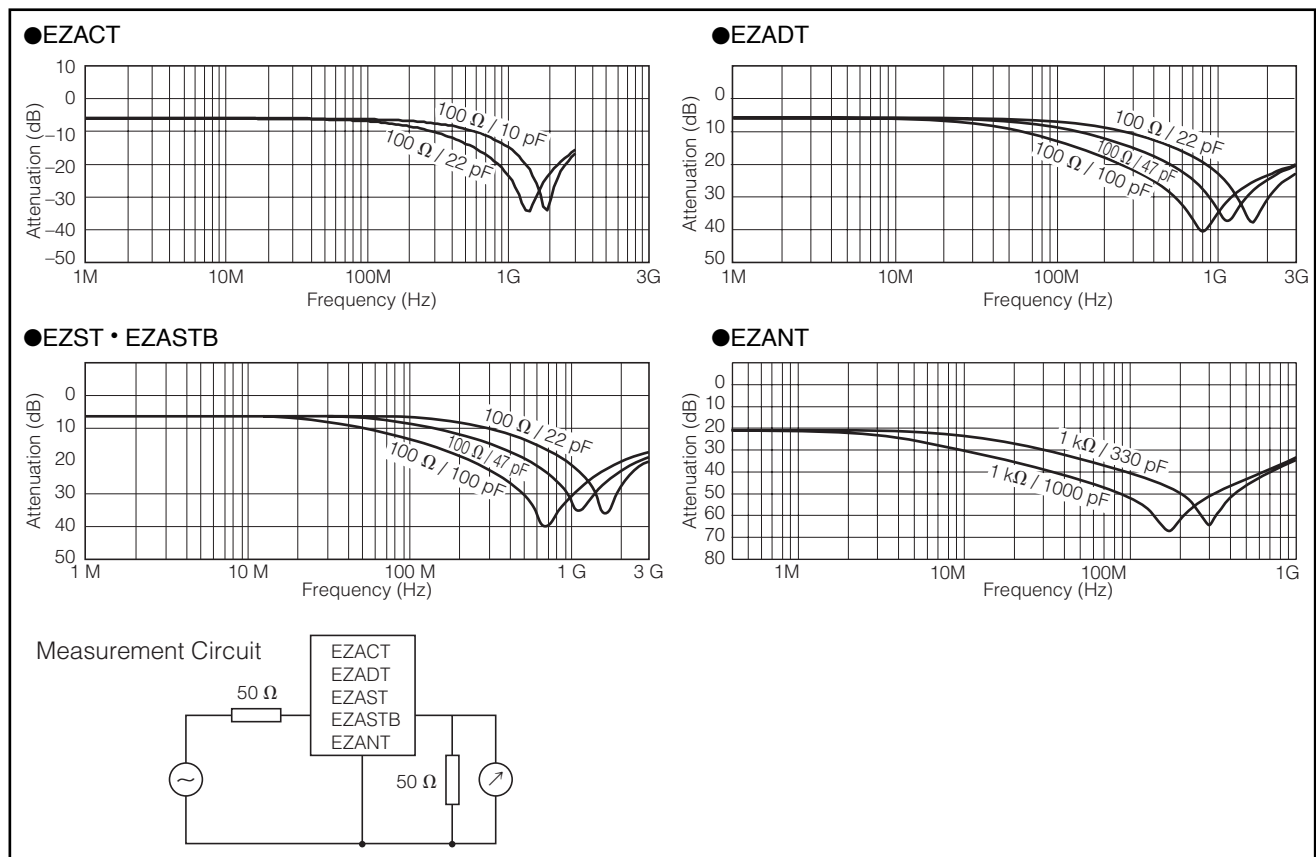 ●EZACT
Attenuation (dB)
10
0
–10
–20
–30
–40
–50
100 Ω / 10 pF
100 Ω / 22 pF
1M 10M 100M 1G 3G
Frequency (Hz)
●EZADT
Attenuation (dB)
0
10
20
30
40
50
100 Ω / 22 pF
100 Ω / 47 pF
100 Ω / 100 pF
1M 10M 100M 1G 3G
Frequency (Hz)
●EZST・EZASTB
Attenuation (dB)
0
10
20
30
40
50
100 Ω / 22 pF
100 Ω / 47 pF
100 Ω / 100 pF
1 M 10 M 100 M 1 G 3 G
Frequency (Hz)
●EZANT
Attenuation (dB)
0
10
20
30
40
50
60
70
80
1 kΩ / 330 pF
1 kΩ / 1000 pF
1M 10M 100M 1G
Frequency (Hz)
Measurement Circuit
50 Ω
EZACT
EZADT
EZAST
EZASTB
EZANT
50 Ω